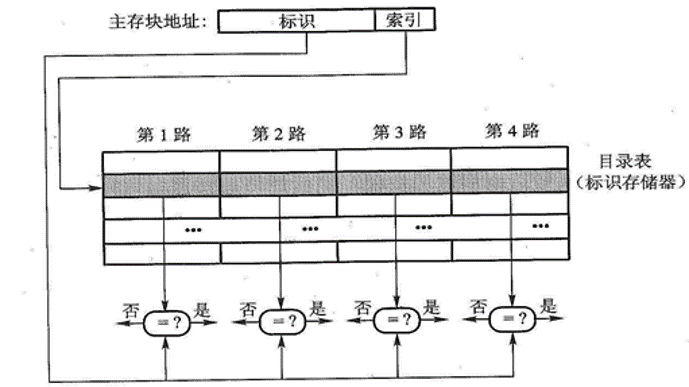 主存块地址: 标识 索引
第1路 第2路 第3路 第4路
目录表
(标识存储器)
••• ••• ••• •••
否 =? 是 否 =? 是 否 =? 是 否 =? 是